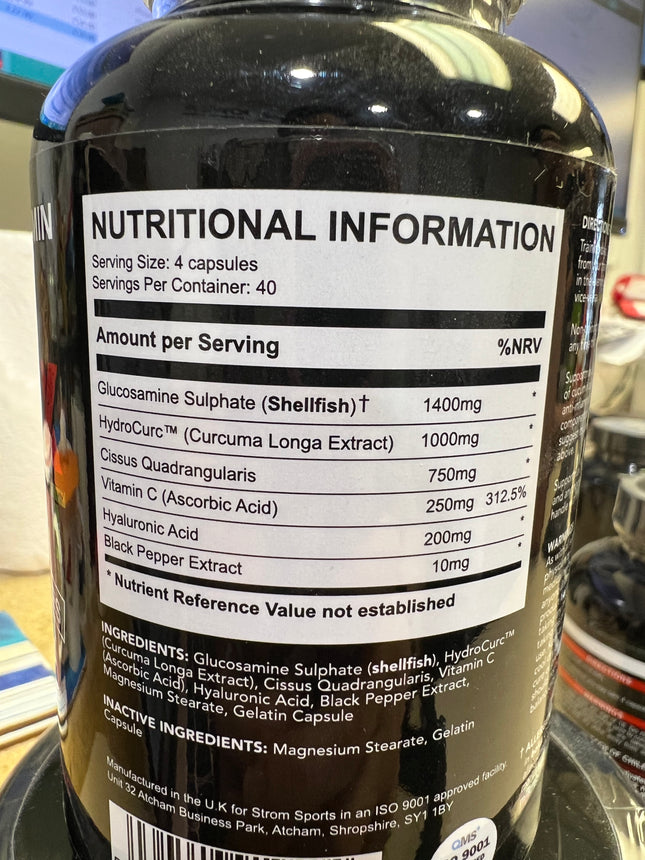 NUTRITIONAL INFORMATION
Serving Size: 4 capsules
Servings Per Container: 40
Amount per Serving %NRV
Glucosamine Sulphate (Shellfish)† 1400mg *
HydroCurc™ (Curcuma Longa Extract) 1000mg *
Cissus Quadrangularis 750mg *
Vitamin C (Ascorbic Acid) 250mg 312.5%
Hyaluronic Acid 200mg *
Black Pepper Extract 10mg *
* Nutrient Reference Value not established
INGREDIENTS: Glucosamine Sulphate (shellfish), HydroCurc™
(Curcuma Longa Extract), Cissus Quadrangularis, Vitamin C
(Ascorbic Acid), Hyaluronic Acid, Black Pepper Extract,
Magnesium Stearate, Gelatin Capsule
INACTIVE INGREDIENTS: Magnesium Stearate, Gelatin
Capsule
Manufactured in the U.K for Strom Sports in an ISO 9001 approved facility.
Unit 32 Atcham Business Park, Atcham, Shropshire, SY1 1BY
QMS
9001